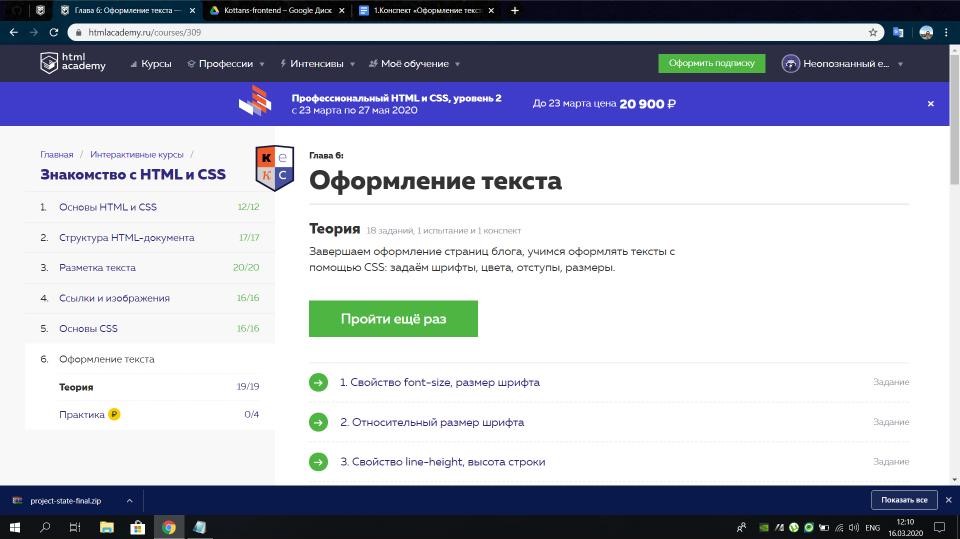 Глава 6: Оформление текста —
Kottans-frontend – Google Диск
1.Конспект «Оформление текст
htmlacademy.ru/courses/309
html academy
Курсы
Профессии
Интенсивы
Моё обучение
Оформить подписку
Неопознанный е...
Профессиональный HTML и CSS, уровень 2
с 23 марта по 27 мая 2020
До 23 марта цена 20 900 ₽
Главная / Интерактивные курсы /
Знакомство с HTML и CSS
1. Основы HTML и CSS 12/12
2. Структура HTML-документа 17/17
3. Разметка текста 20/20
4. Ссылки и изображения 16/16
5. Основы CSS 16/16
6. Оформление текста
Теория 19/19
Практика ₽ 0/4
к е
К С
Глава 6:
Оформление текста
Теория 18 заданий, 1 испытание и 1 конспект
Завершаем оформление страниц блога, учимся оформлять тексты с
помощью CSS: задаём шрифты, цвета, отступы, размеры.
Пройти ещё раз
1. Свойство font-size, размер шрифта Задание
2. Относительный размер шрифта Задание
3. Свойство line-height, высота строки Задание
project-state-final.zip
Показать все
ENG
12:10
16.03.2020